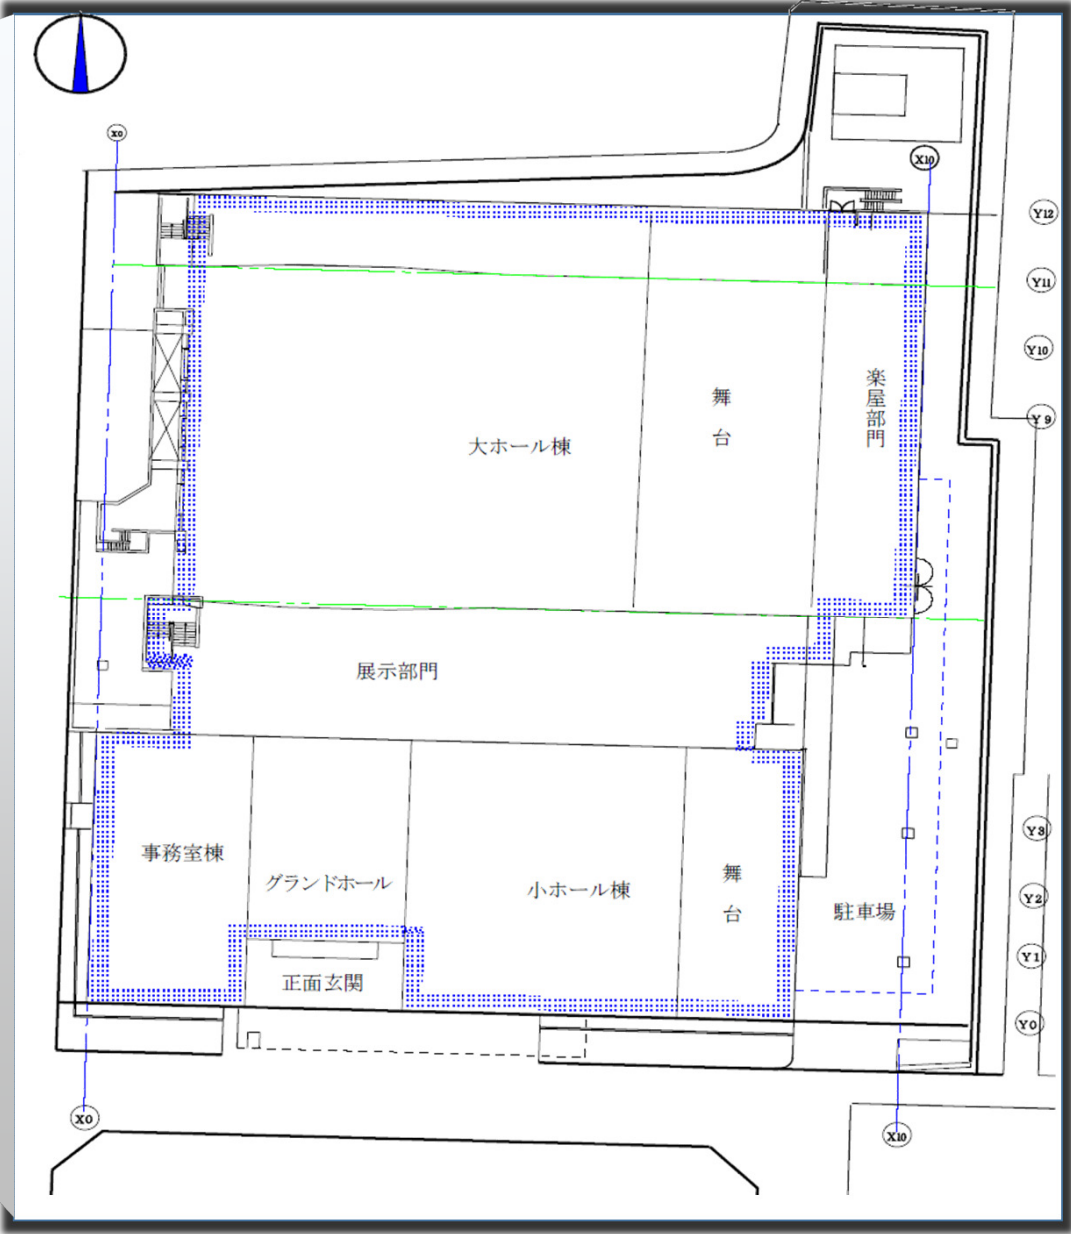 X0
X10
Y12
Y11
Y10
Y9
楽屋部門
舞台
大ホール棟
展示部門
Y3
事務室棟
グランドホール
小ホール棟
舞台
駐車場
Y2
Y1
正面玄関
Y0
X0
X10